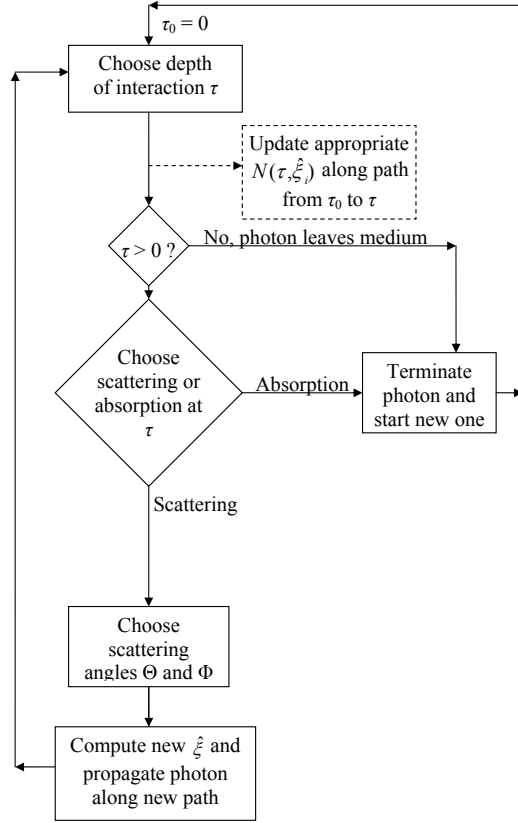 τ₀ = 0
Choose depth
of interaction τ
Update appropriate
N(τ,ξ̂ᵢ) along path
from τ₀ to τ
τ > 0 ?
No, photon leaves medium
Choose
scattering or
absorption at
τ
Absorption
Terminate
photon and
start new one
Scattering
Choose
scattering
angles Θ and Φ
Compute new ξ̂ and
propagate photon
along new path